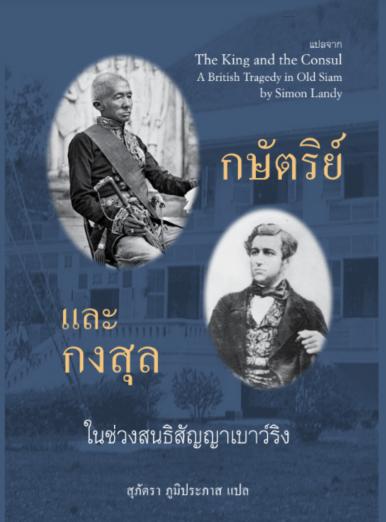 แปลจาก
The King and the Consul
A British Tragedy in Old Siam
by Simon Landy
กษัตริย์
และ
กงสุล
ในช่วงสนธิสัญญาเบาว์ริง
สุภัตรา ภูมิประภาส แปล